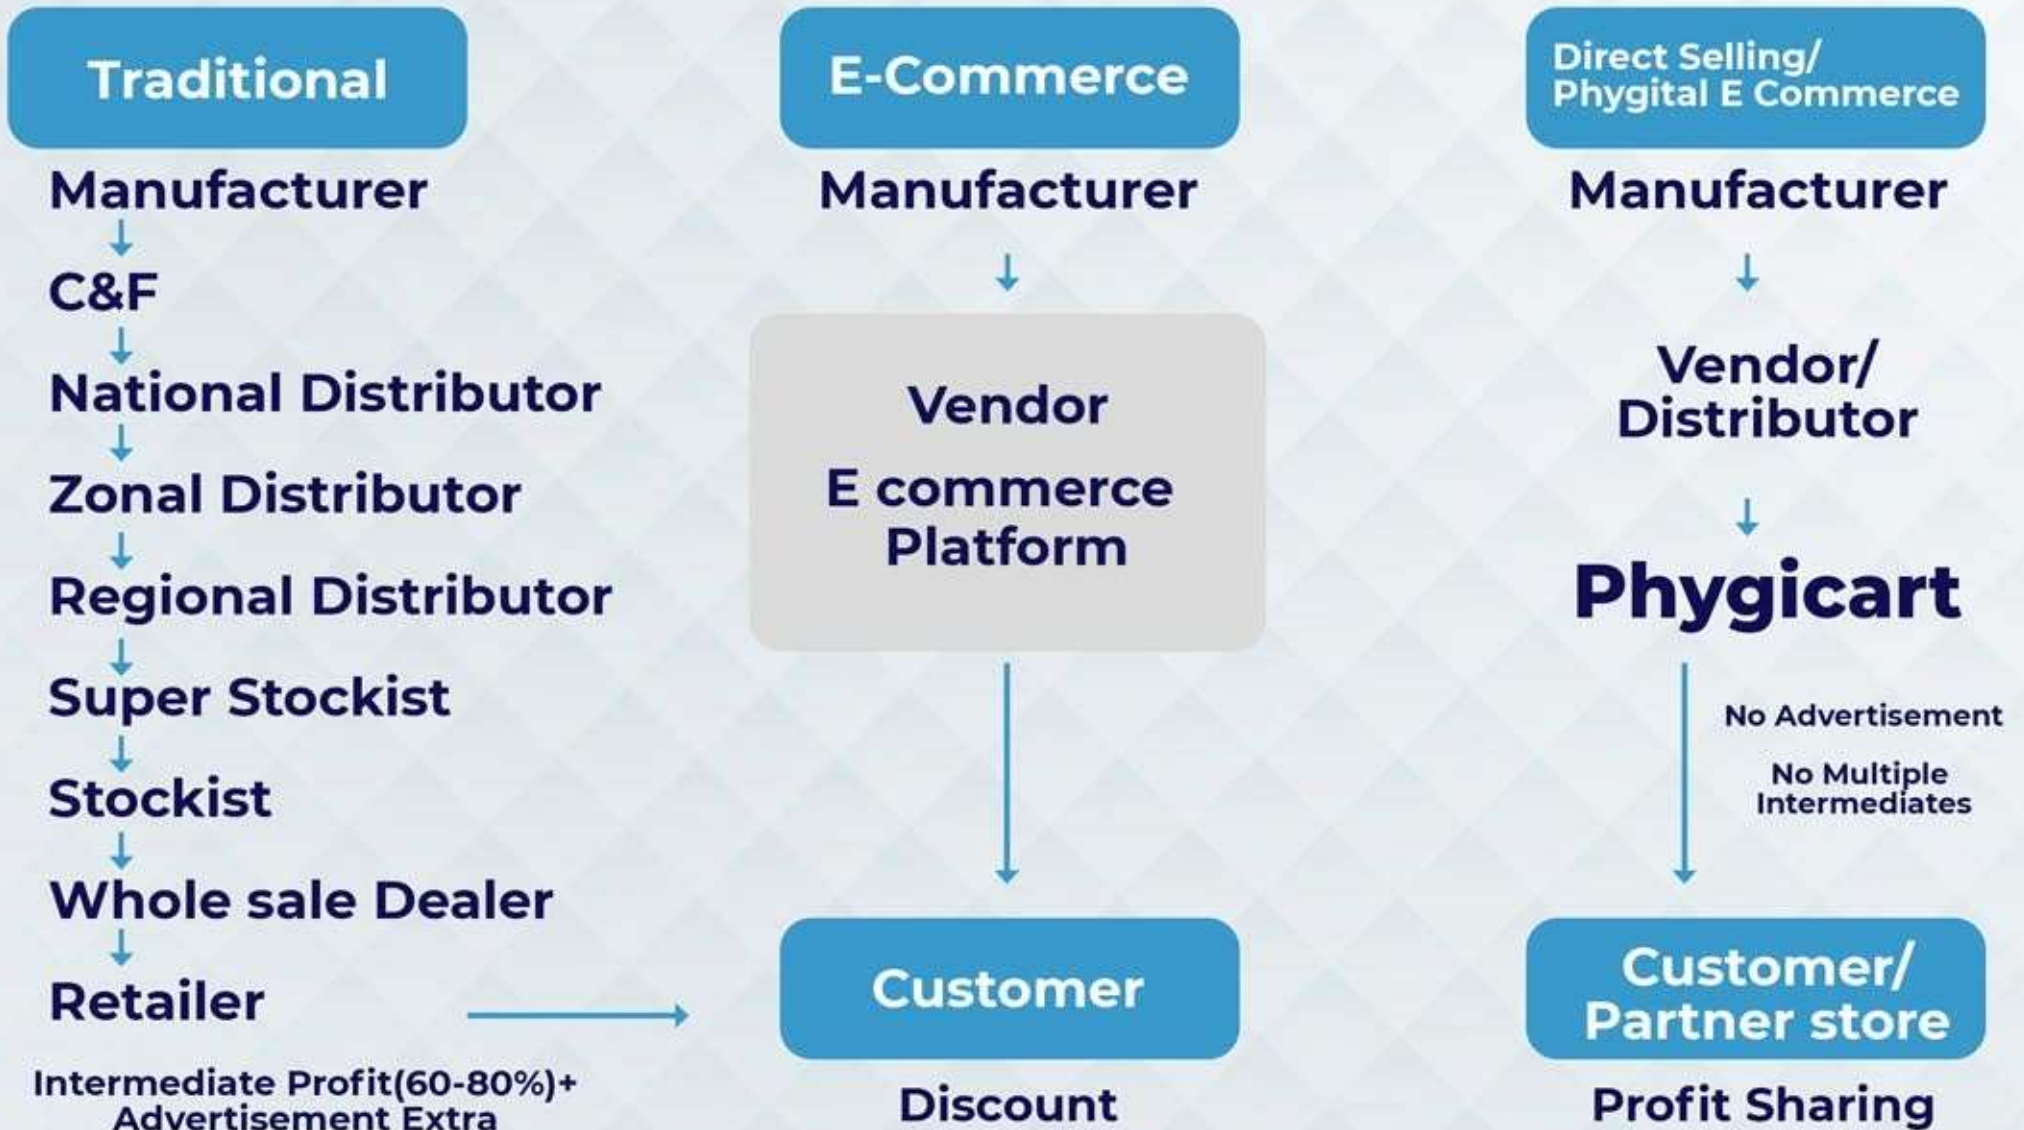 Traditional
Manufacturer
C&F
National Distributor
Zonal Distributor
Regional Distributor
Super Stockist
Stockist
Whole sale Dealer
Retailer
Intermediate Profit(60-80%)+
Advertisement Extra
E-Commerce
Manufacturer
Vendor
E commerce
Platform
Customer
Discount
Direct Selling/
Phygital E Commerce
Manufacturer
Vendor/
Distributor
Phygicart
No Advertisement
No Multiple
Intermediates
Customer/
Partner store
Profit Sharing